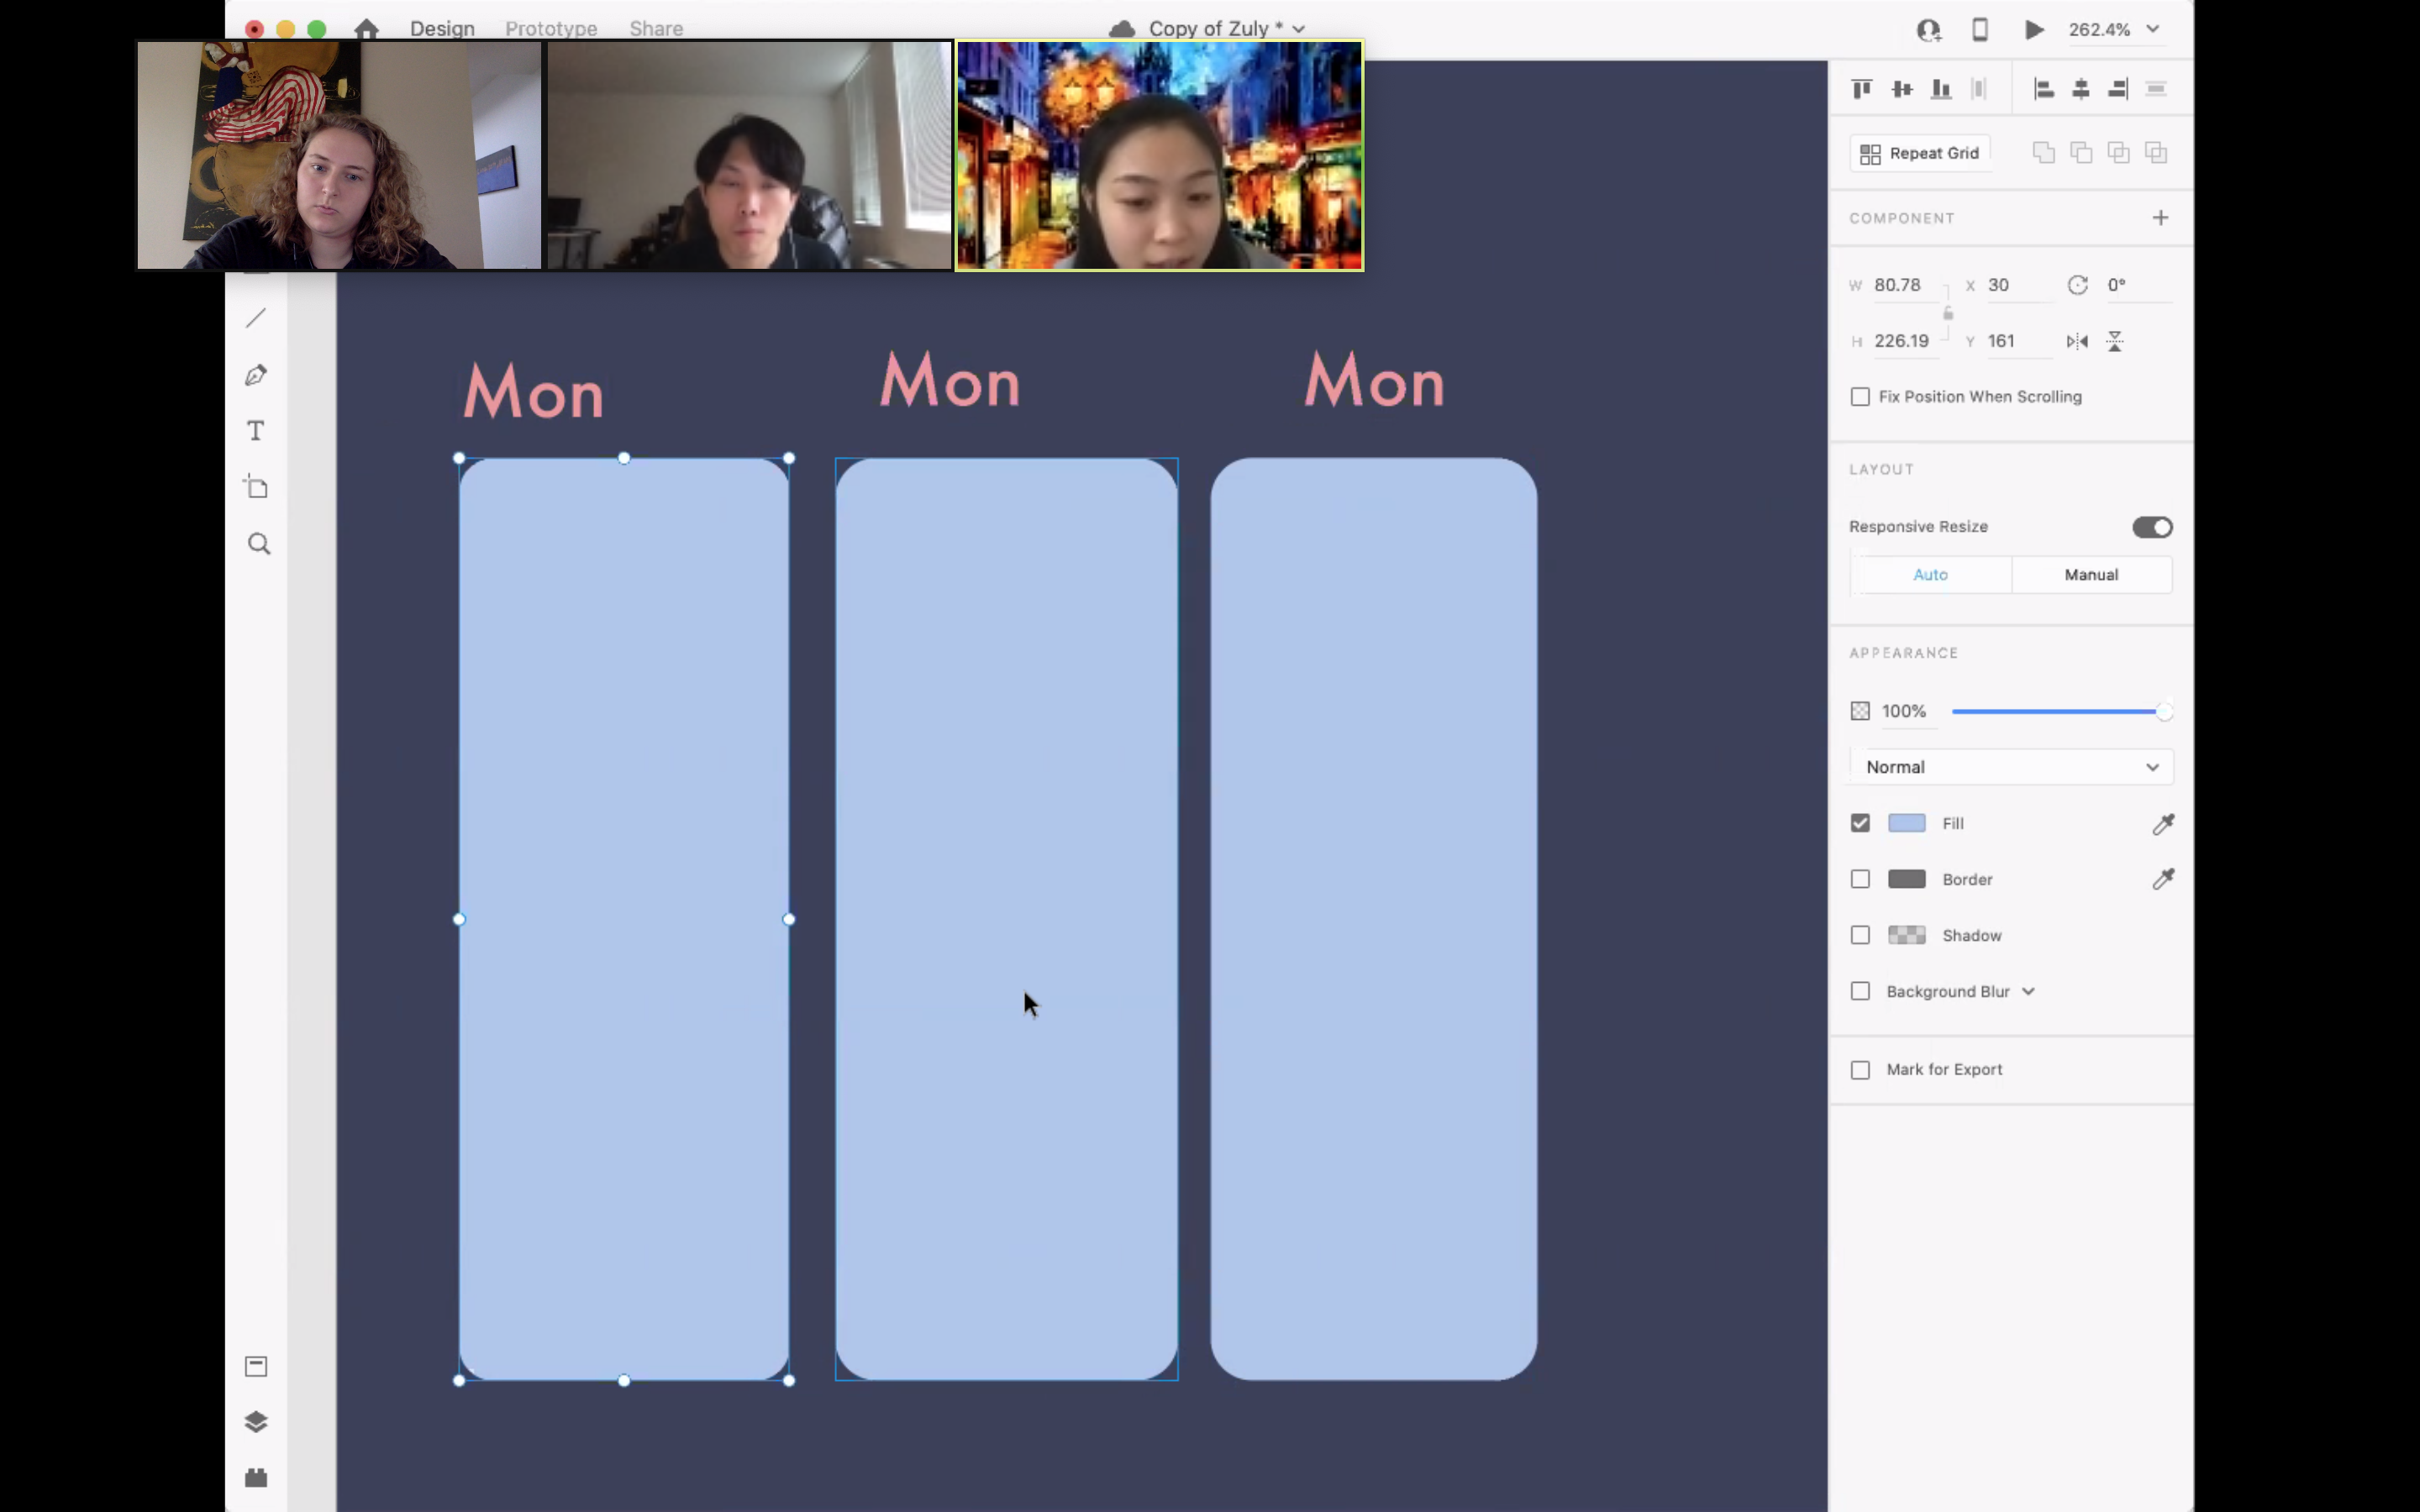 Design Prototype Share Copy of Zuly * 262.4%
Repeat Grid
COMPONENT
W 80.78 X 30 0°
H 226.19 Y 161
Fix Position When Scrolling
Mon Mon Mon
LAYOUT
Responsive Resize
Auto Manual
APPEARANCE
100%
Normal
Fill
Border
Shadow
Background Blur
Mark for Export